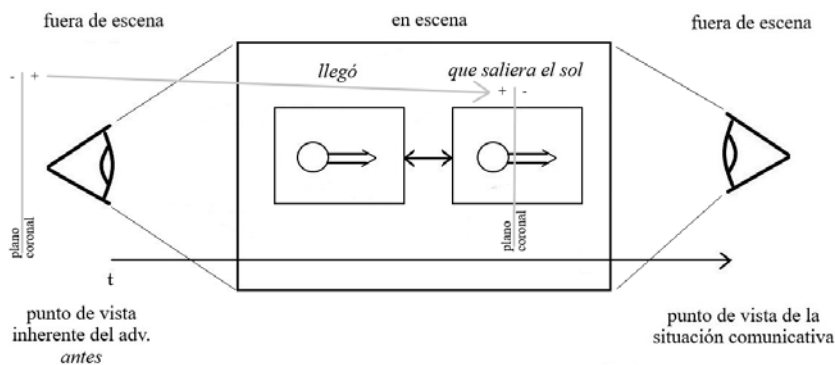 fuera de escena
en escena
fuera de escena
llegó
que saliera el sol
- +
+ -
plano
coronal
plano
coronal
t
punto de vista
inherente del adv.
antes
punto de vista de la
situación comunicativa